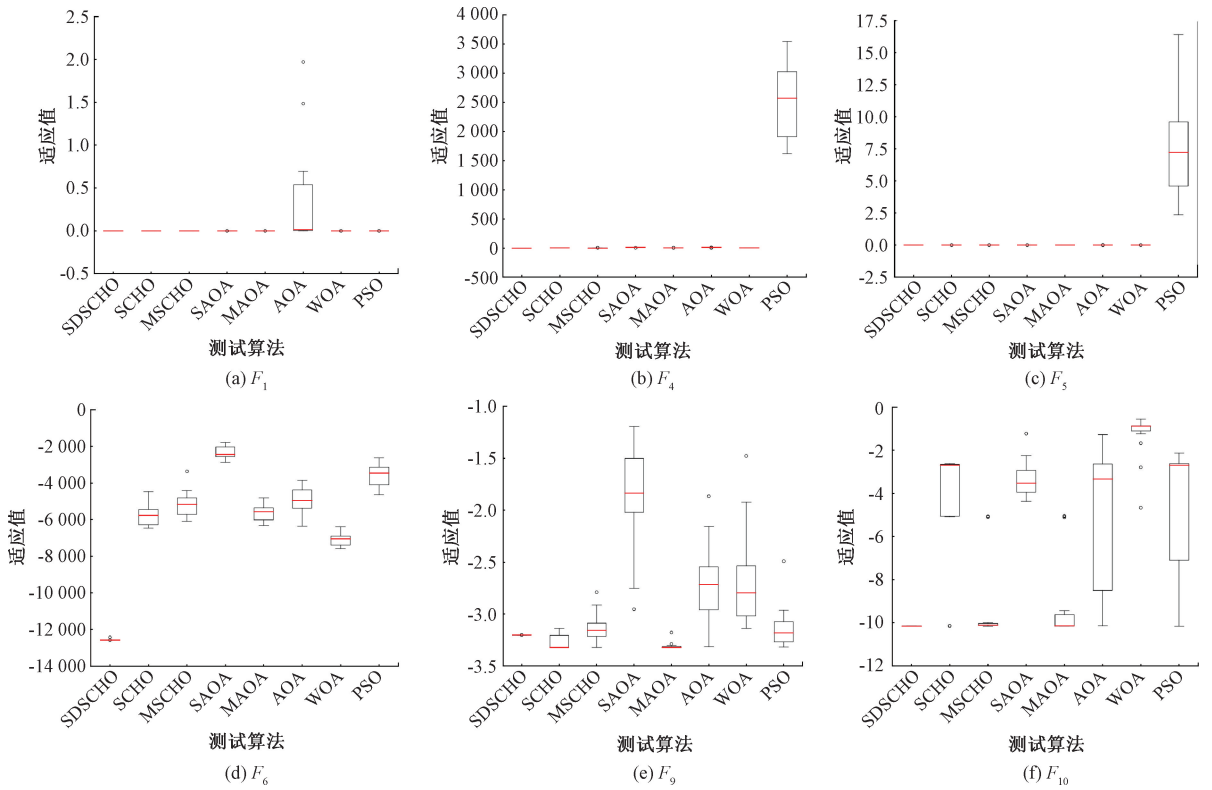 2.5
2.0
1.5
1.0
0.5
0.0
-0.5
适应值
SDSCHO
SCHO
MSCHO
SAOA
MAOA
AOA
WOA
PSO
测试算法
(a) F₁
4 000
3 500
3 000
2 500
2 000
1 500
1 000
500
0
-500
适应值
SDSCHO
SCHO
MSCHO
SAOA
MAOA
AOA
WOA
PSO
测试算法
(b) F₄
17.5
15.0
12.5
10.0
7.5
5.0
2.5
0.0
-2.5
适应值
SDSCHO
SCHO
MSCHO
SAOA
MAOA
AOA
WOA
PSO
测试算法
(c) F₅
0
-2 000
-4 000
-6 000
-8 000
-10 000
-12 000
-14 000
适应值
SDSCHO
SCHO
MSCHO
SAOA
MAOA
AOA
WOA
PSO
测试算法
(d) F₆
-1.0
-1.5
-2.0
-2.5
-3.0
-3.5
适应值
SDSCHO
SCHO
MSCHO
SAOA
MAOA
AOA
WOA
PSO
测试算法
(e) F₉
0
-2
-4
-6
-8
-10
-12
适应值
SDSCHO
SCHO
MSCHO
SAOA
MAOA
AOA
WOA
PSO
测试算法
(f) F₁₀